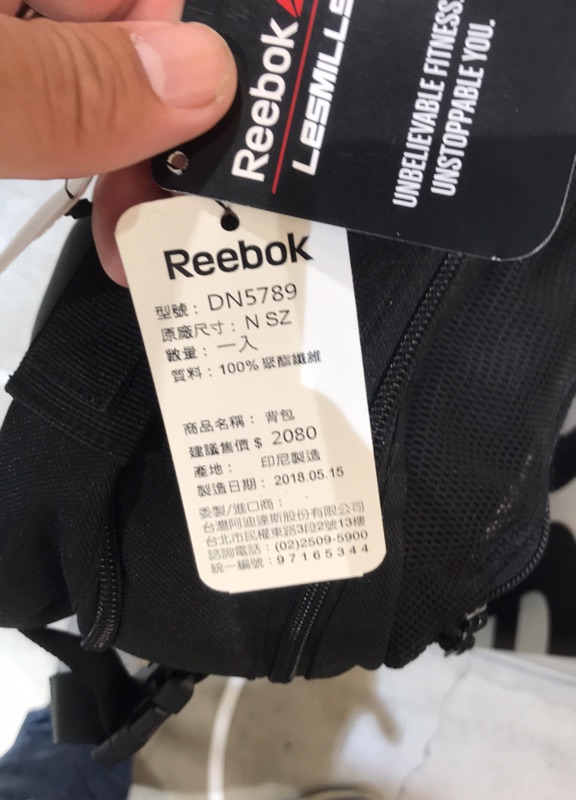 Reebok
LESMILLS
UNBELIEVABLE FITNESS.
UNSTOPPABLE YOU.
Reebok
型號： DN5789
原廠尺寸： N SZ
數量： 一入
質料： 100% 聚酯纖維
商品名稱： 背包
建議售價 $ 2080
產地： 印尼製造
製造日期： 2018.05.15
委製/進口商：
台灣阿迪達斯股份有限公司
台北市民權東路3段2號13樓
諮詢電話：(02)2509-5900
統一編號：97165344